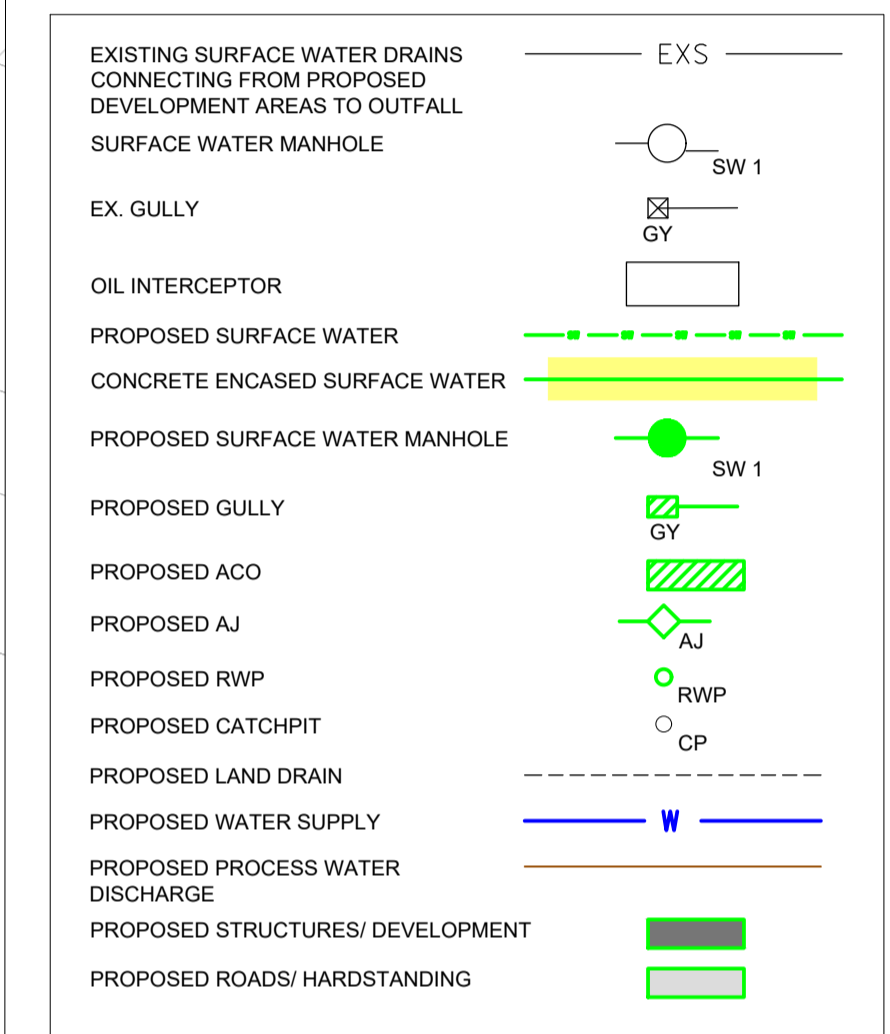 EXISTING SURFACE WATER DRAINS
CONNECTING FROM PROPOSED
DEVELOPMENT AREAS TO OUTFALL
EXS
SURFACE WATER MANHOLE
SW 1
EX. GULLY
GY
OIL INTERCEPTOR
PROPOSED SURFACE WATER
CONCRETE ENCASED SURFACE WATER
PROPOSED SURFACE WATER MANHOLE
SW 1
PROPOSED GULLY
GY
PROPOSED ACO
PROPOSED AJ
AJ
PROPOSED RWP
RWP
PROPOSED CATCHPIT
CP
PROPOSED LAND DRAIN
PROPOSED WATER SUPPLY
W
PROPOSED PROCESS WATER
DISCHARGE
PROPOSED STRUCTURES/ DEVELOPMENT
PROPOSED ROADS/ HARDSTANDING